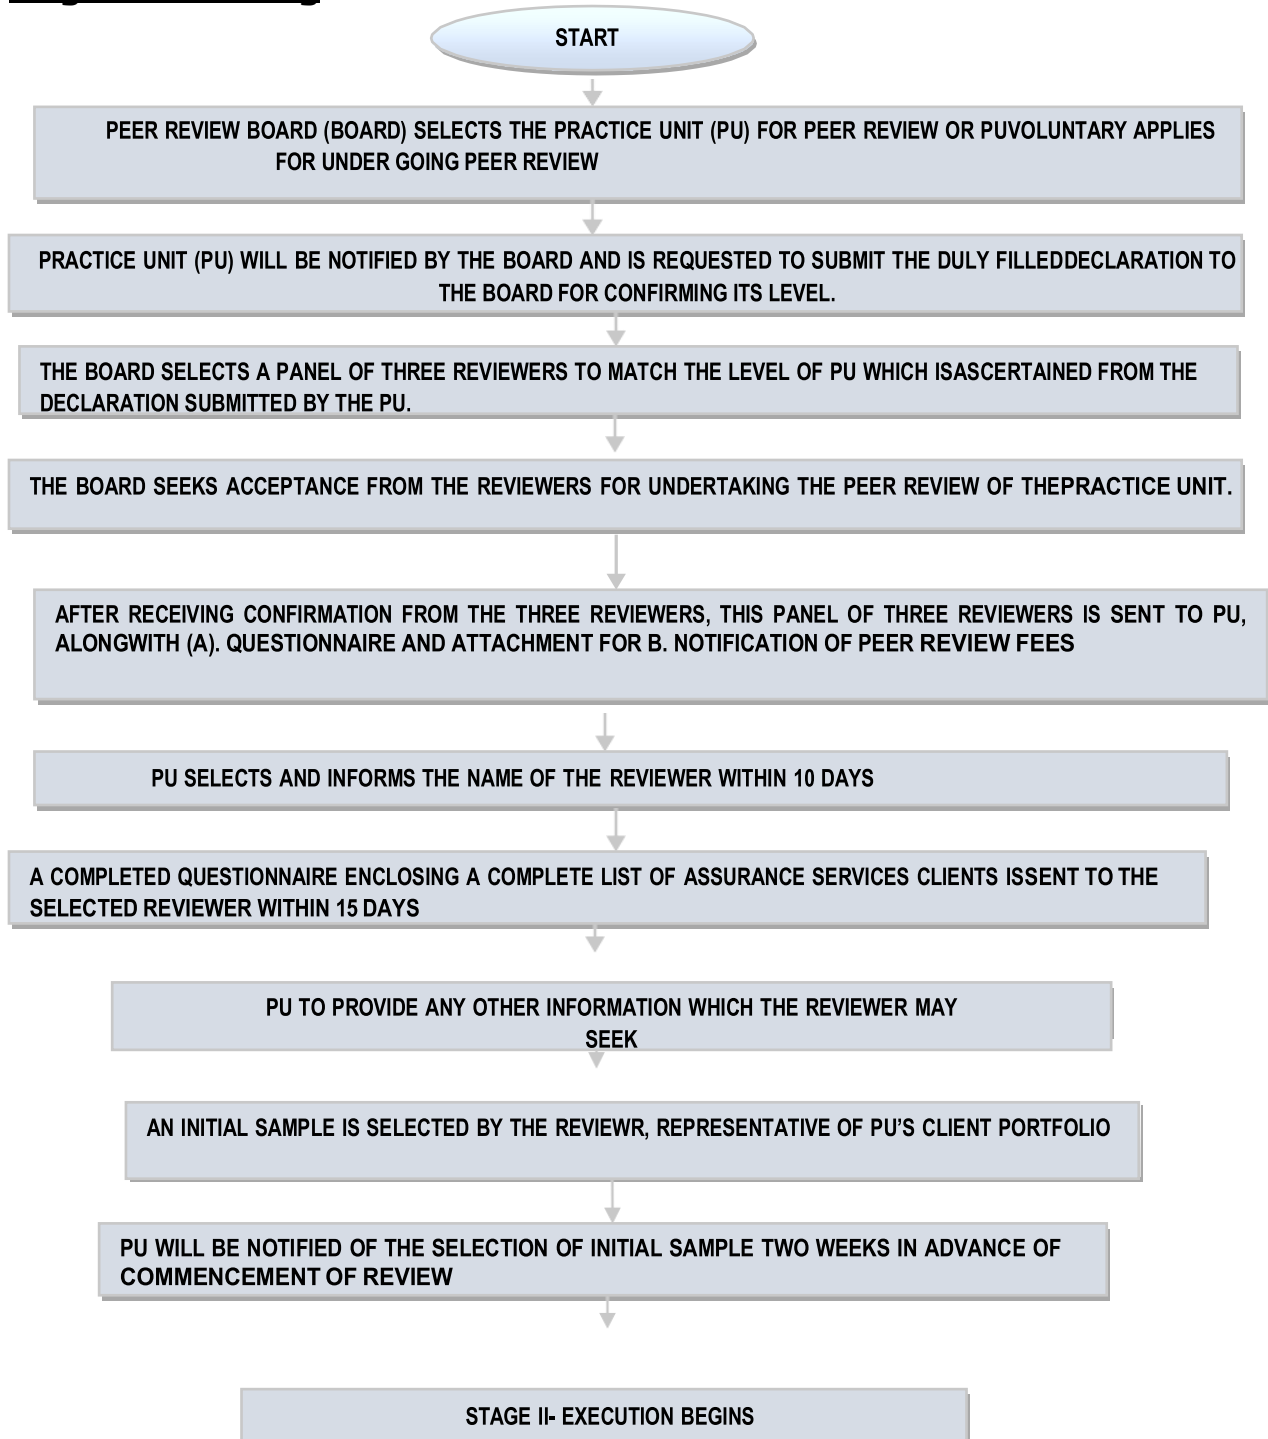 START
PEER REVIEW BOARD (BOARD) SELECTS THE PRACTICE UNIT (PU) FOR PEER REVIEW OR PUVOLUNTARY APPLIES
FOR UNDER GOING PEER REVIEW
PRACTICE UNIT (PU) WILL BE NOTIFIED BY THE BOARD AND IS REQUESTED TO SUBMIT THE DULY FILLEDDECLARATION TO
THE BOARD FOR CONFIRMING ITS LEVEL.
THE BOARD SELECTS A PANEL OF THREE REVIEWERS TO MATCH THE LEVEL OF PU WHICH ISASCERTAINED FROM THE
DECLARATION SUBMITTED BY THE PU.
THE BOARD SEEKS ACCEPTANCE FROM THE REVIEWERS FOR UNDERTAKING THE PEER REVIEW OF THEPRACTICE UNIT.
AFTER RECEIVING CONFIRMATION FROM THE THREE REVIEWERS, THIS PANEL OF THREE REVIEWERS IS SENT TO PU,
ALONGWITH (A). QUESTIONNAIRE AND ATTACHMENT FOR B. NOTIFICATION OF PEER REVIEW FEES
PU SELECTS AND INFORMS THE NAME OF THE REVIEWER WITHIN 10 DAYS
A COMPLETED QUESTIONNAIRE ENCLOSING A COMPLETE LIST OF ASSURANCE SERVICES CLIENTS ISSENT TO THE
SELECTED REVIEWER WITHIN 15 DAYS
PU TO PROVIDE ANY OTHER INFORMATION WHICH THE REVIEWER MAY
SEEK
AN INITIAL SAMPLE IS SELECTED BY THE REVIEWR, REPRESENTATIVE OF PU'S CLIENT PORTFOLIO
PU WILL BE NOTIFIED OF THE SELECTION OF INITIAL SAMPLE TWO WEEKS IN ADVANCE OF
COMMENCEMENT OF REVIEW
STAGE II- EXECUTION BEGINS